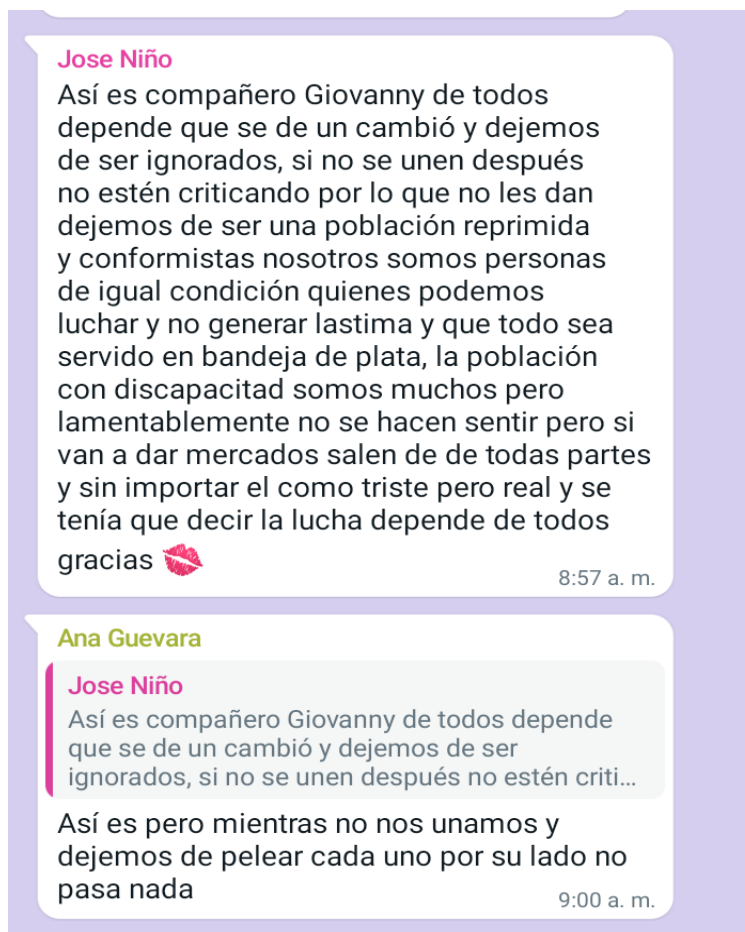 Jose Niño
Así es compañero Giovanny de todos
depende que se de un cambió y dejemos
de ser ignorados, si no se unen después
no estén criticando por lo que no les dan
dejemos de ser una población reprimida
y conformistas nosotros somos personas
de igual condición quienes podemos
luchar y no generar lastima y que todo sea
servido en bandeja de plata, la población
con discapacitad somos muchos pero
lamentablemente no se hacen sentir pero si
van a dar mercados salen de de todas partes
y sin importar el como triste pero real y se
tenía que decir la lucha depende de todos
gracias 💋
8:57 a. m.
Ana Guevara
Jose Niño
Así es compañero Giovanny de todos depende
que se de un cambió y dejemos de ser
ignorados, si no se unen después no estén criti...
Así es pero mientras no nos unamos y
dejemos de pelear cada uno por su lado no
pasa nada
9:00 a. m.